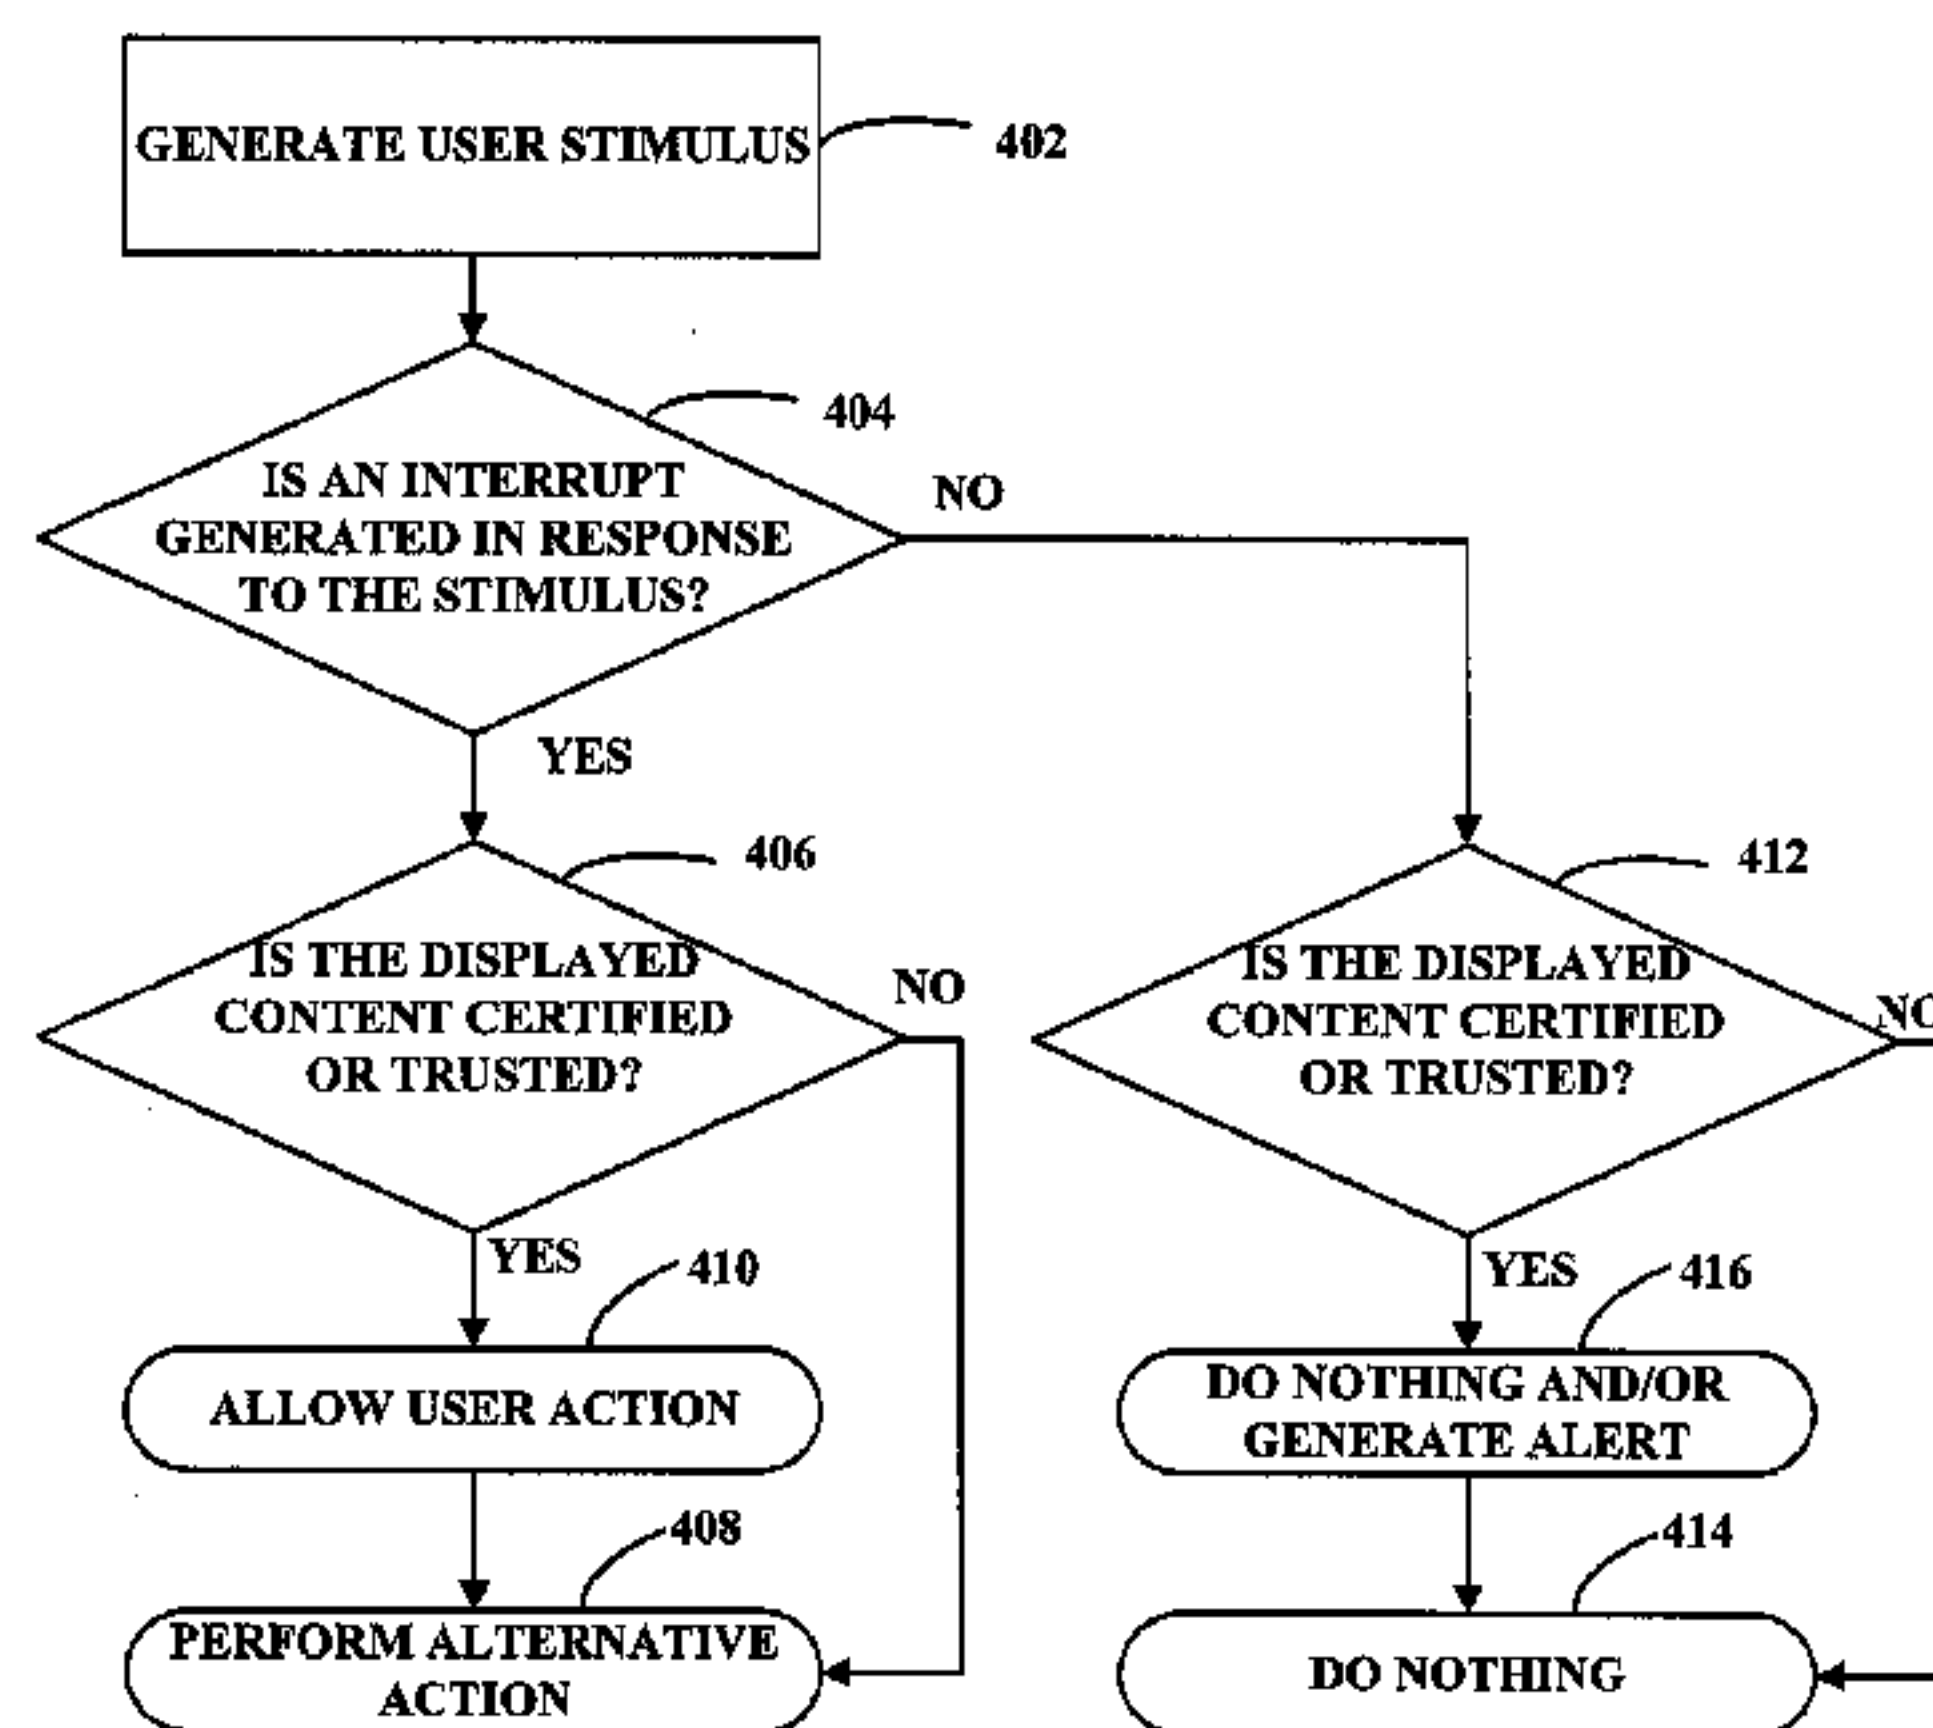 GENERATE USER STIMULUS
402
404
IS AN INTERRUPT
GENERATED IN RESPONSE
TO THE STIMULUS?
NO
YES
406
IS THE DISPLAYED
CONTENT CERTIFIED
OR TRUSTED?
NO
412
IS THE DISPLAYED
CONTENT CERTIFIED
OR TRUSTED?
NO
YES
410
ALLOW USER ACTION
YES
416
DO NOTHING AND/OR
GENERATE ALERT
408
PERFORM ALTERNATIVE
ACTION
414
DO NOTHING